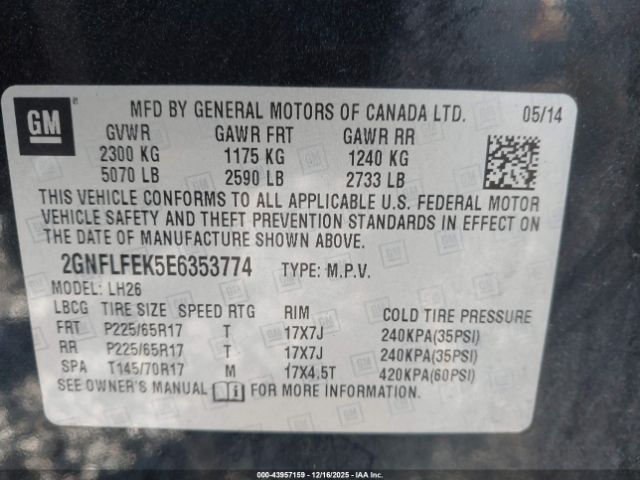 GM
MFD BY GENERAL MOTORS OF CANADA LTD. 05/14
GVWR GAWR FRT GAWR RR
2300 KG 1175 KG 1240 KG
5070 LB 2590 LB 2733 LB
THIS VEHICLE CONFORMS TO ALL APPLICABLE U.S. FEDERAL MOTOR
VEHICLE SAFETY AND THEFT PREVENTION STANDARDS IN EFFECT ON
THE DATE OF MANUFACTURE SHOWN ABOVE.
2GNFLFEK5E6353774 TYPE: M.P.V.
MODEL: LH26
LBCG TIRE SIZE SPEED RTG RIM COLD TIRE PRESSURE
FRT P225/65R17 T 17X7J 240KPA(35PSI)
RR P225/65R17 T 17X7J 240KPA(35PSI)
SPA T145/70R17 M 17X4.5T 420KPA(60PSI)
SEE OWNER'S MANUAL FOR MORE INFORMATION.
000-43957159 - 12/16/2025 - IAA.